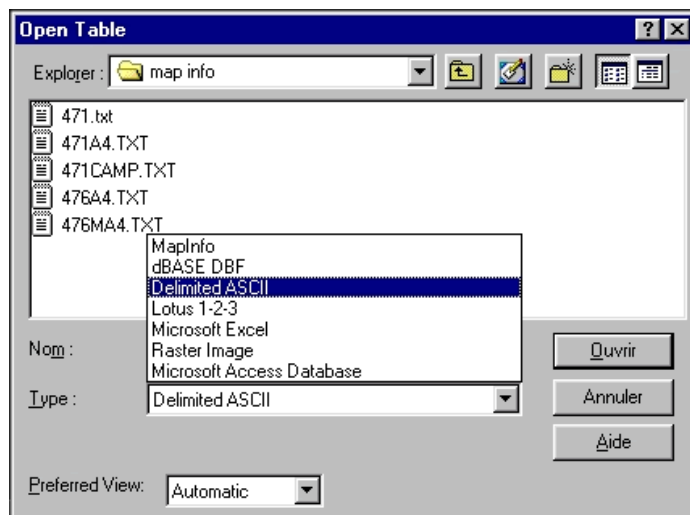 Open Table
Explorer : map info
471.txt
471A4.TXT
471CAMP.TXT
476A4.TXT
476MA4.TXT
MapInfo
dBASE DBF
Delimited ASCII
Lotus 1-2-3
Microsoft Excel
Raster Image
Microsoft Access Database
Nom :
Ouvrir
Type : Delimited ASCII
Annuler
Aide
Preferred View: Automatic